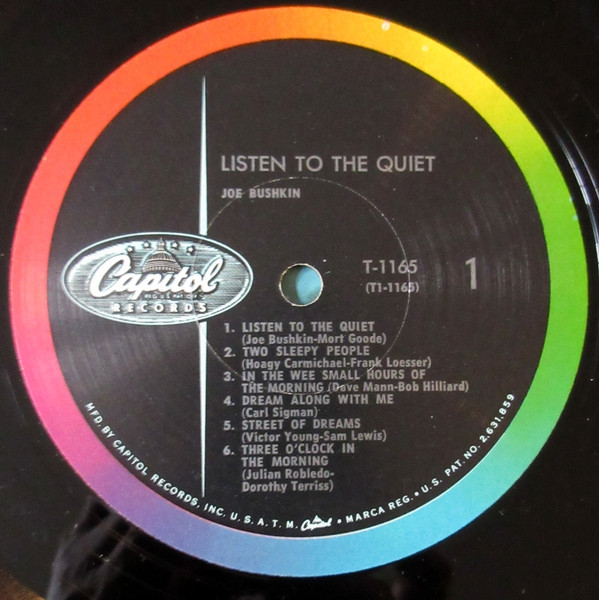 LISTEN TO THE QUIET
JOE BUSHKIN
Capitol
REG. U.S. PAT. OFF.
RECORDS
T-1165
(T1-1165)
1
1. LISTEN TO THE QUIET
(Joe Bushkin-Mort Goode)
2. TWO SLEEPY PEOPLE
(Hoagy Carmichael-Frank Loesser)
3. IN THE WEE SMALL HOURS OF
THE MORNING (Dave Mann-Bob Hilliard)
4. DREAM ALONG WITH ME
(Carl Sigman)
5. STREET OF DREAMS
(Victor Young-Sam Lewis)
6. THREE O'CLOCK IN
THE MORNING
(Julian Robledo-
Dorothy Terriss)
MFD. BY CAPITOL RECORDS, INC. U.S.A. T.M. Capitol • MARCA REG. • U.S. PAT. NO. 2,631,859